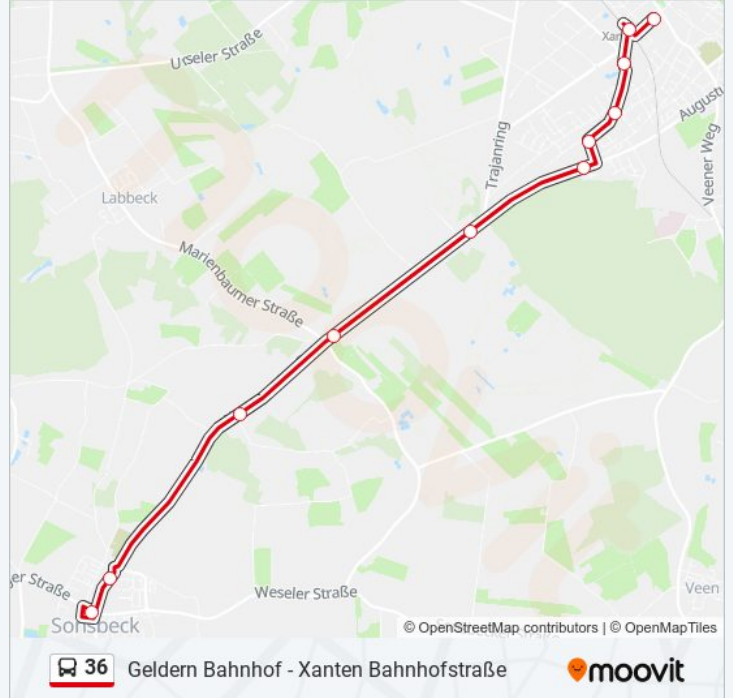 Xan
Urseler Straße
Augustu
Trajanring
Veener Weg
Labbeck
Marienbaumer Straße
ger Straße
Weseler Straße
Veen
Sonsbeck
© OpenStreetMap contributors | © OpenMapTiles
36 Geldern Bahnhof - Xanten Bahnhofstraße moovit